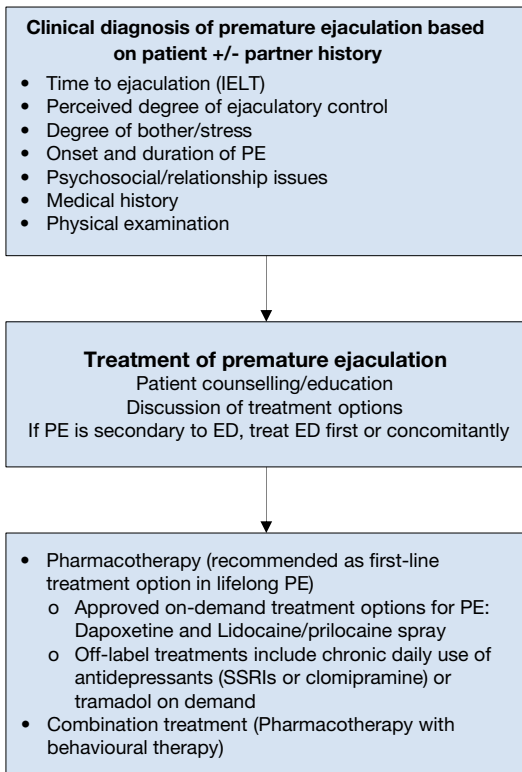 Clinical diagnosis of premature ejaculation based
on patient +/- partner history
• Time to ejaculation (IELT)
• Perceived degree of ejaculatory control
• Degree of bother/stress
• Onset and duration of PE
• Psychosocial/relationship issues
• Medical history
• Physical examination
Treatment of premature ejaculation
Patient counselling/education
Discussion of treatment options
If PE is secondary to ED, treat ED first or concomitantly
• Pharmacotherapy (recommended as first-line
treatment option in lifelong PE)
o Approved on-demand treatment options for PE:
Dapoxetine and Lidocaine/prilocaine spray
o Off-label treatments include chronic daily use of
antidepressants (SSRIs or clomipramine) or
tramadol on demand
• Combination treatment (Pharmacotherapy with
behavioural therapy)